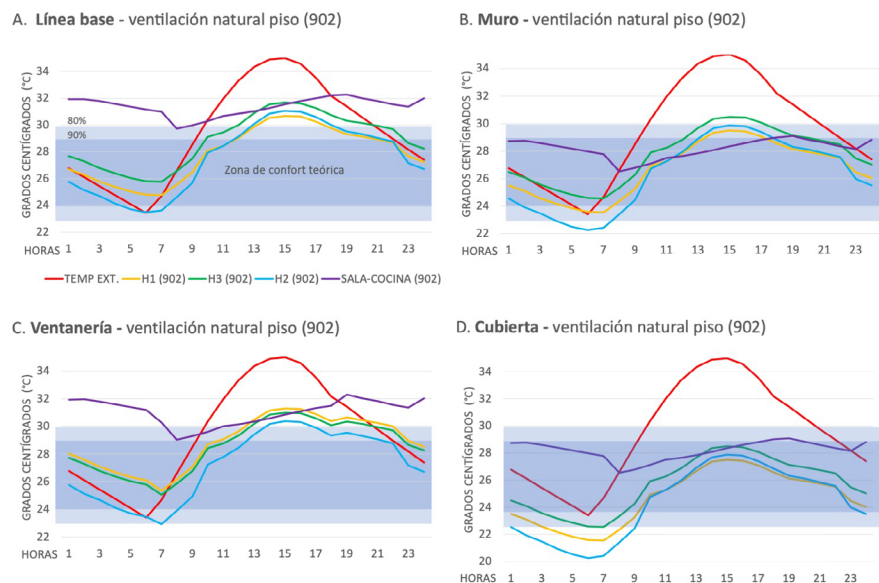 A. Línea base - ventilación natural piso (902)
GRADOS CENTÍGRADOS (°C)
34
32
30
28
26
24
22
80%
90%
Zona de confort teórica
HORAS 1 3 5 7 9 11 13 15 17 19 21 23
TEMP EXT. H1 (902) H3 (902) H2 (902) SALA-COCINA (902)
B. Muro - ventilación natural piso (902)
GRADOS CENTÍGRADOS (°C)
34
32
30
28
26
24
22
HORAS 1 3 5 7 9 11 13 15 17 19 21 23
C. Ventanería - ventilación natural piso (902)
GRADOS CENTÍGRADOS (°C)
34
32
30
28
26
24
22
HORAS 1 3 5 7 9 11 13 15 17 19 21 23
D. Cubierta - ventilación natural piso (902)
GRADOS CENTÍGRADOS (°C)
34
32
30
28
26
24
22
20
HORAS 1 3 5 7 9 11 13 15 17 19 21 23